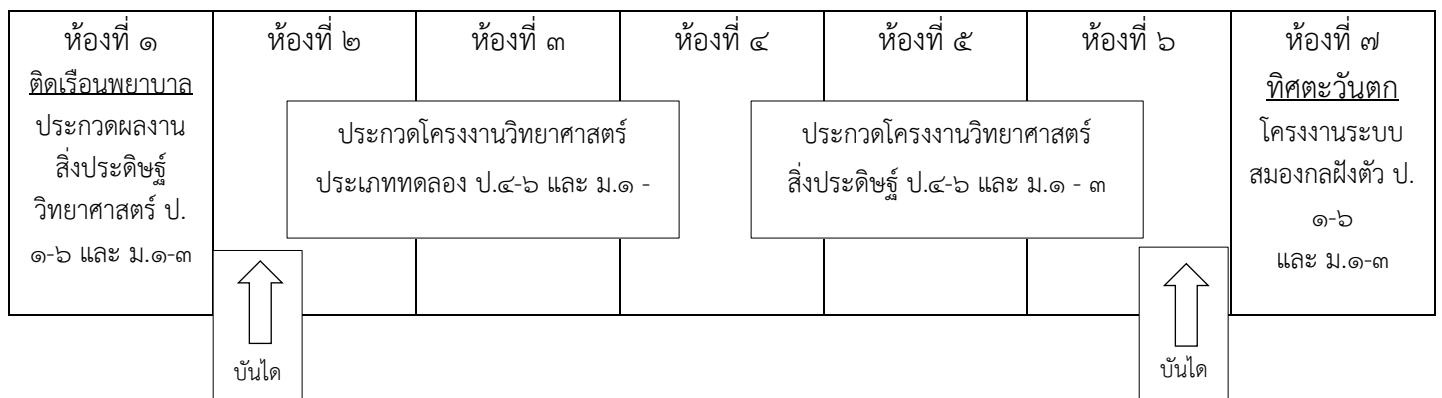 ห้องที่ ๑
ติดเรือนพยาบาล
ประกวดผลงาน
สิ่งประดิษฐ์
วิทยาศาสตร์ ป.
๑-๖ และ ม.๑-๓
ห้องที่ ๒
ห้องที่ ๓
ห้องที่ ๔
ห้องที่ ๕
ห้องที่ ๖
ประกวดโครงงานวิทยาศาสตร์
ประเภททดลอง ป.๔-๖ และ ม.๑ -
ประกวดโครงงานวิทยาศาสตร์
สิ่งประดิษฐ์ ป.๔-๖ และ ม.๑ - ๓
ห้องที่ ๗
ทิศตะวันตก
โครงงานระบบ
สมองกลฝังตัว ป.
๑-๖
และ ม.๑-๓
บันได
บันได